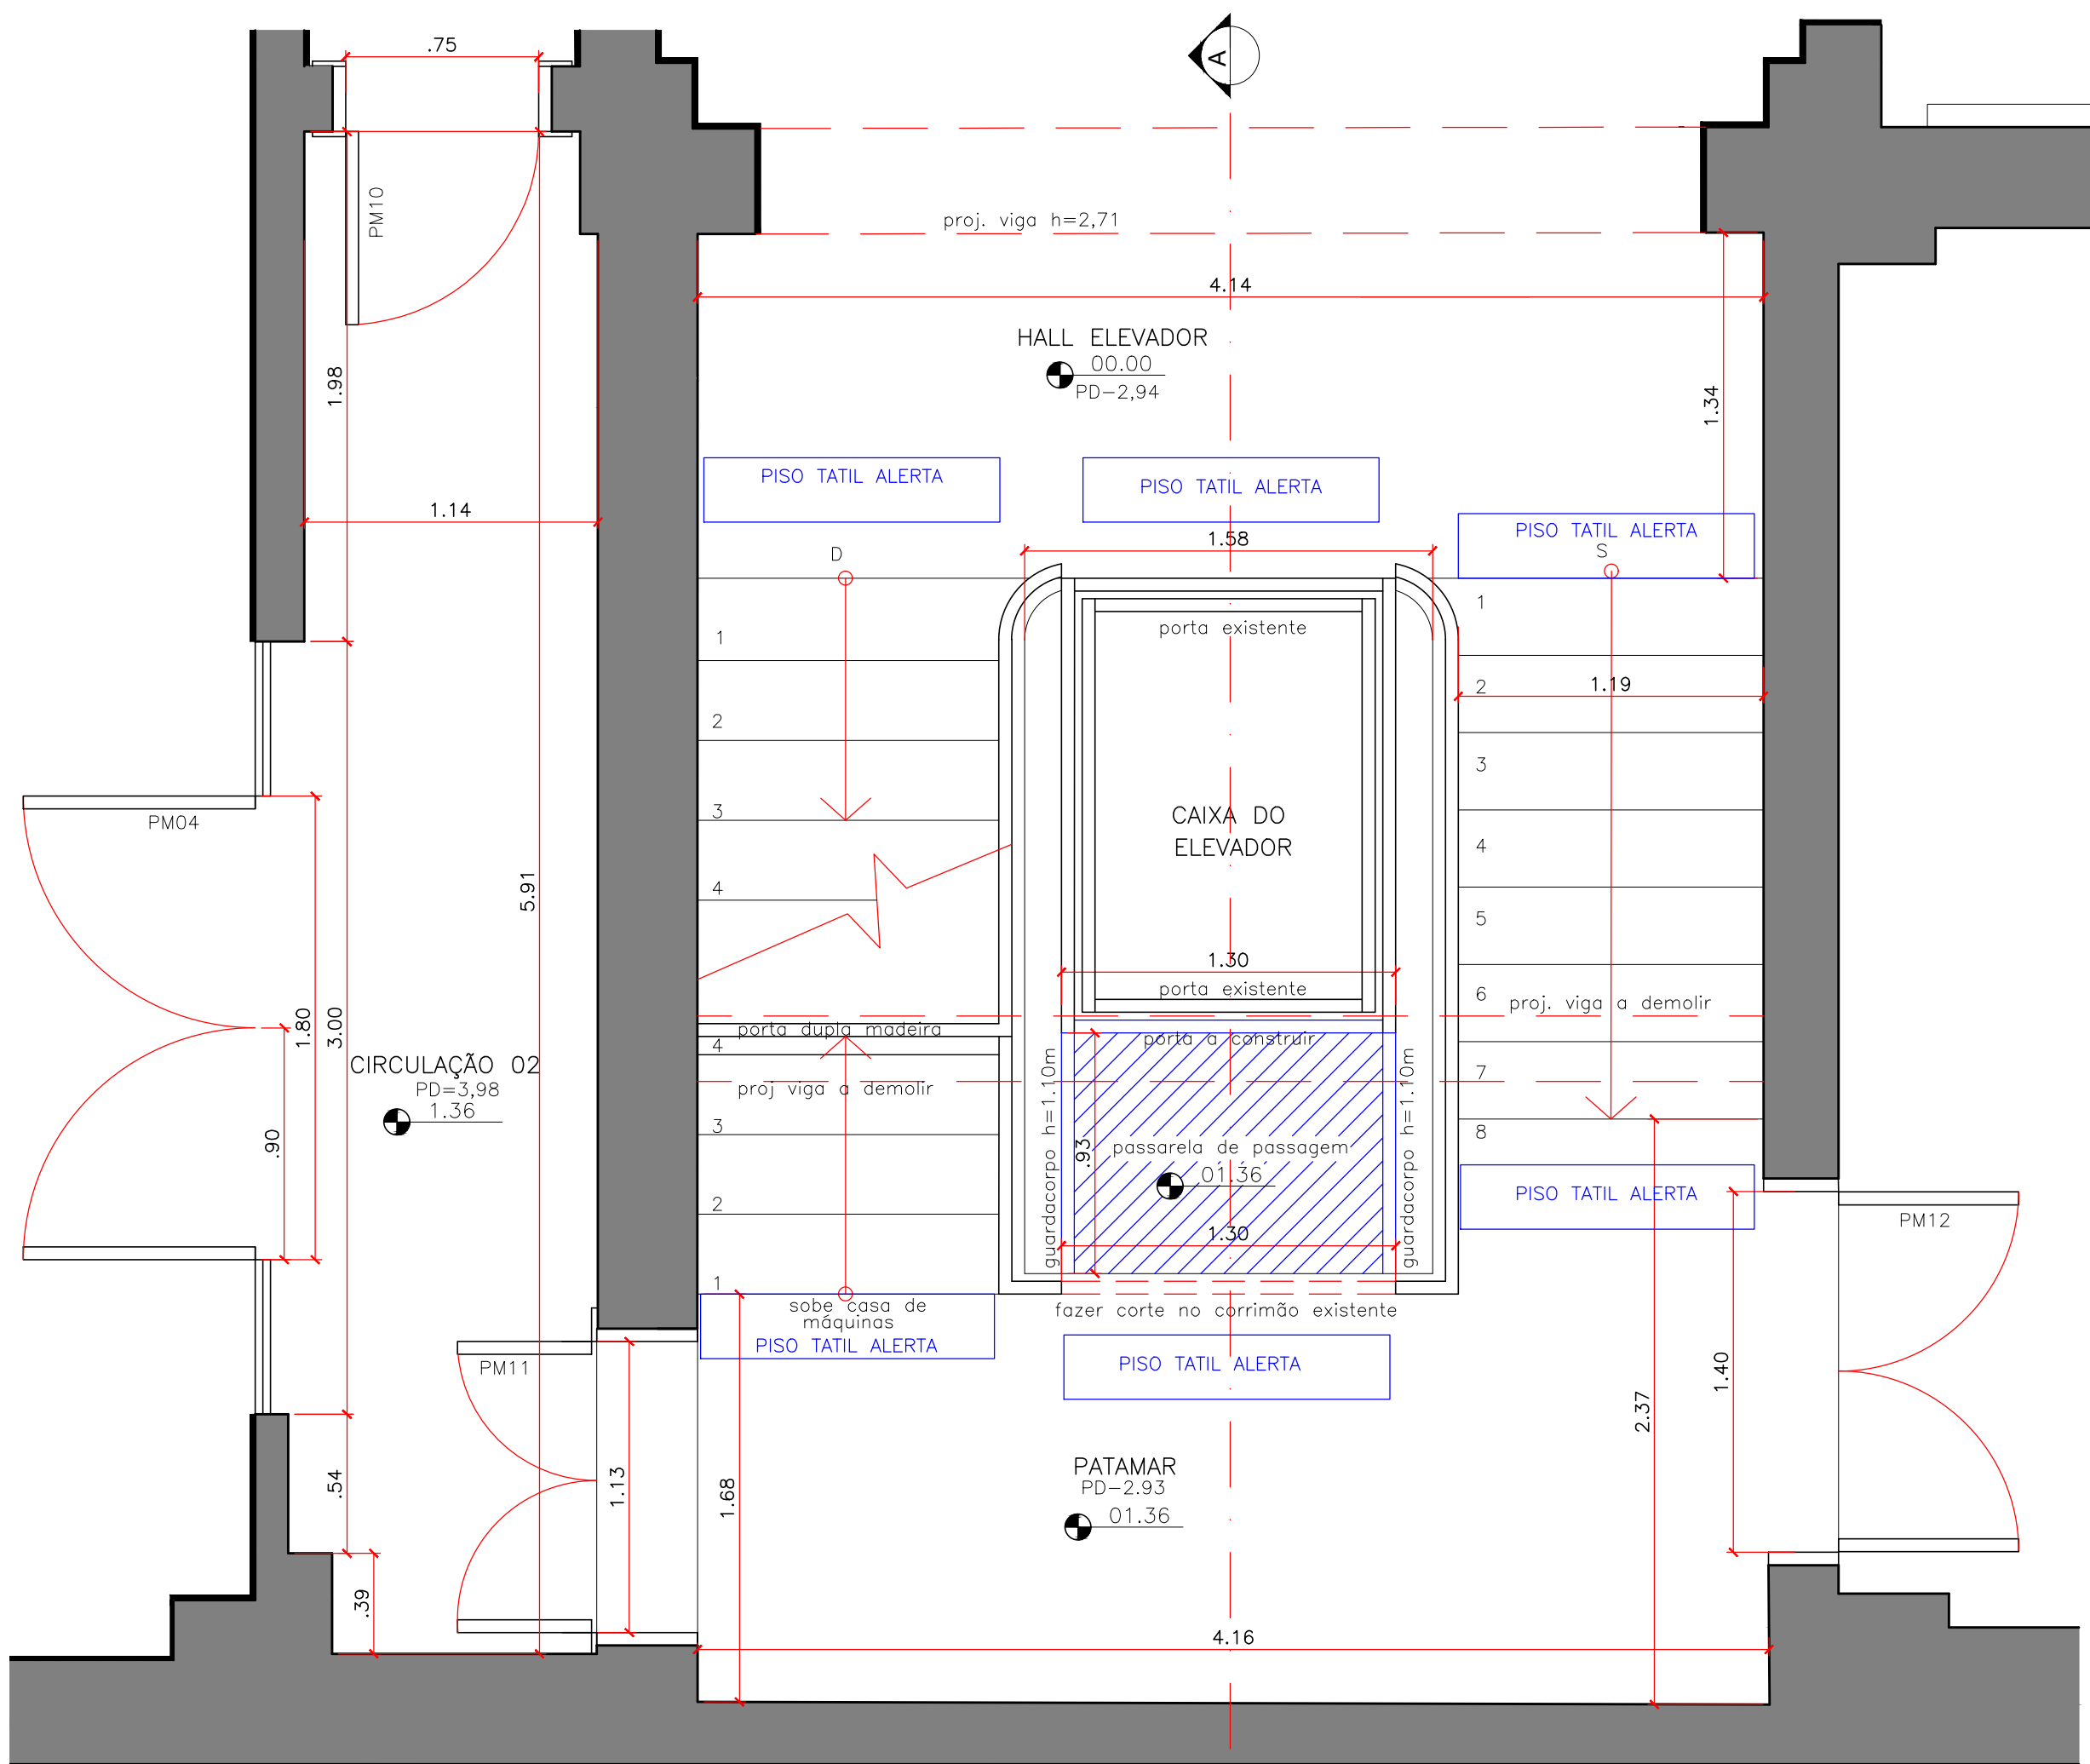 .75
A
PM10
proj. viga h=2,71
4.14
HALL ELEVADOR
00.00
PD-2,94
1.98
1.34
PISO TATIL ALERTA
PISO TATIL ALERTA
PISO TATIL ALERTA
1.14
1.58
D
S
1
1
porta existente
2
2
1.19
3
3
PM04
CAIXA DO
ELEVADOR
4
4
5.91
5
1.30
porta existente
6
proj. viga a demolir
1.80
3.00
porta dupla madeira
porta a construir
4
CIRCULAÇÃO 02
PD=3,98
1.36
7
proj viga a demolir
guardacorpo h=1.10m
guardacorpo h=1.10m
.90
3
8
.93
passarela de passagem
01.36
PISO TATIL ALERTA
2
PM12
1.30
1
sobe casa de
máquinas
PISO TATIL ALERTA
fazer corte no corrimão existente
PISO TATIL ALERTA
PM11
1.40
2.37
.54
1.13
1.68
PATAMAR
PD-2.93
01.36
.39
4.16